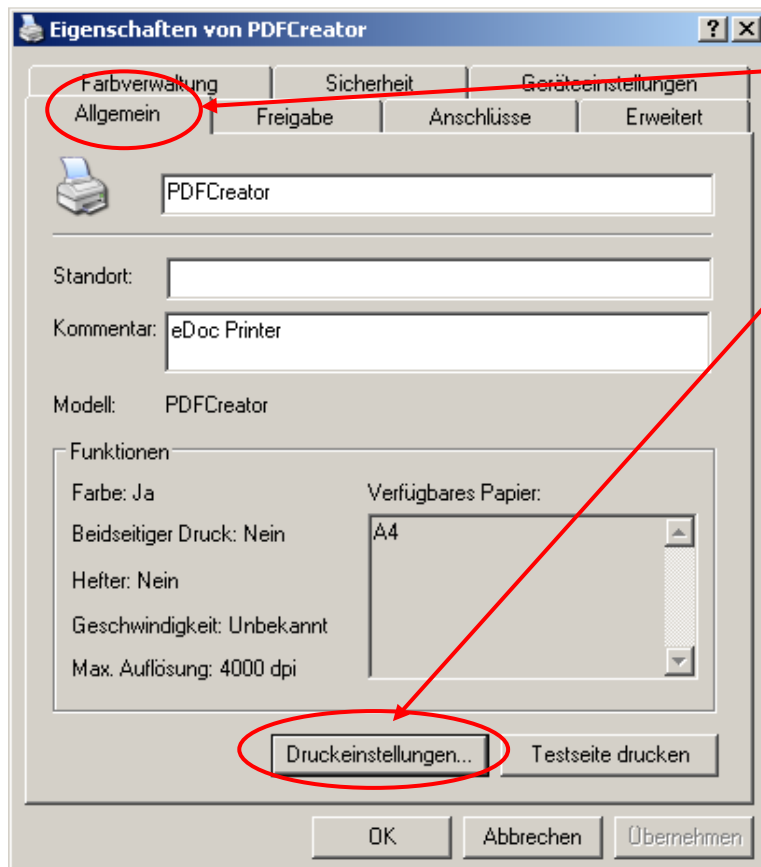 Eigenschaften von PDFCreator
Farbverwaltung Sicherheit Geräteeinstellungen
Allgemein Freigabe Anschlüsse Erweitert
PDFCreator
Standort:
Kommentar: eDoc Printer
Modell: PDFCreator
Funktionen
Farbe: Ja Verfügbares Papier:
Beidseitiger Druck: Nein A4
Hefter: Nein
Geschwindigkeit: Unbekannt
Max. Auflösung: 4000 dpi
Druckeinstellungen... Testseite drucken
OK Abbrechen Übernehmen